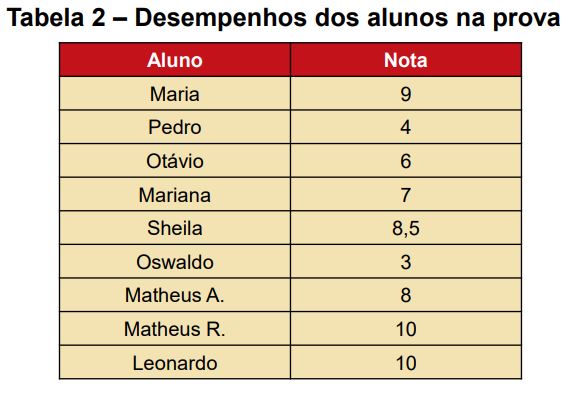 Tabela 2 – Desempenhos dos alunos na prova
Aluno Nota
Maria 9
Pedro 4
Otávio 6
Mariana 7
Sheila 8,5
Oswaldo 3
Matheus A. 8
Matheus R. 10
Leonardo 10